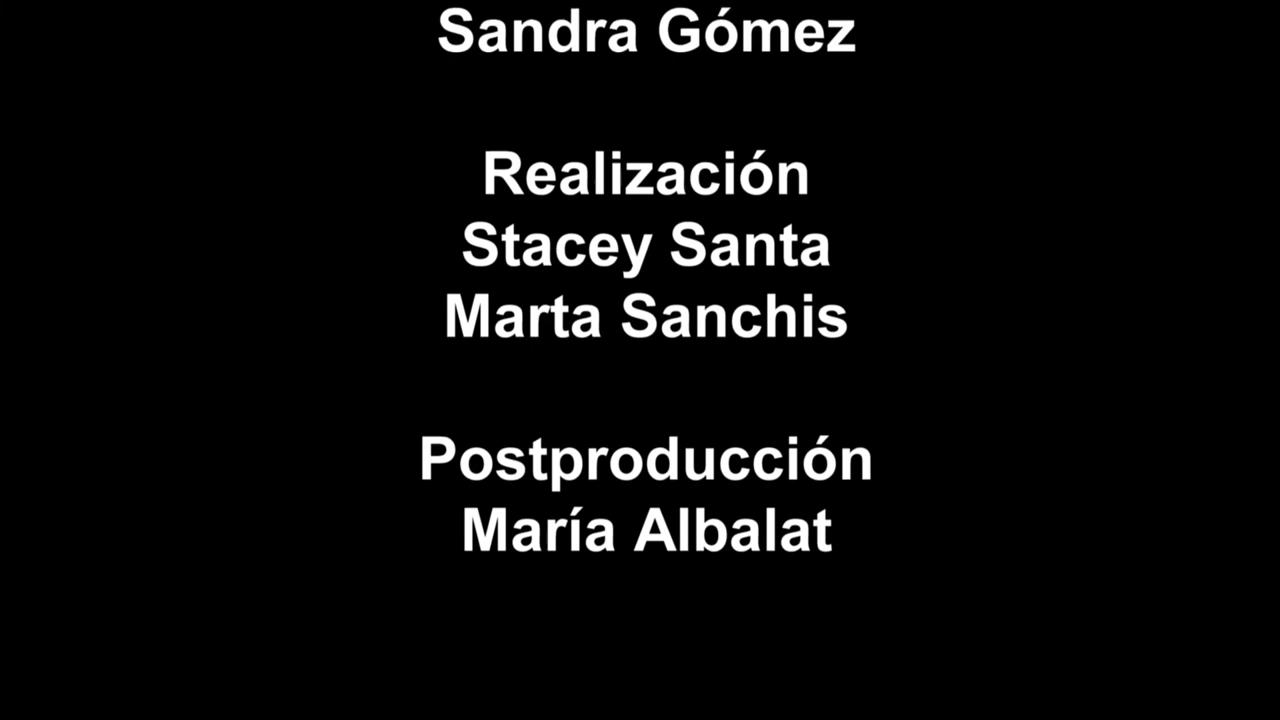 Sandra Gómez
Realización
Stacey Santa
Marta Sanchis
Postproducción
María Albalat